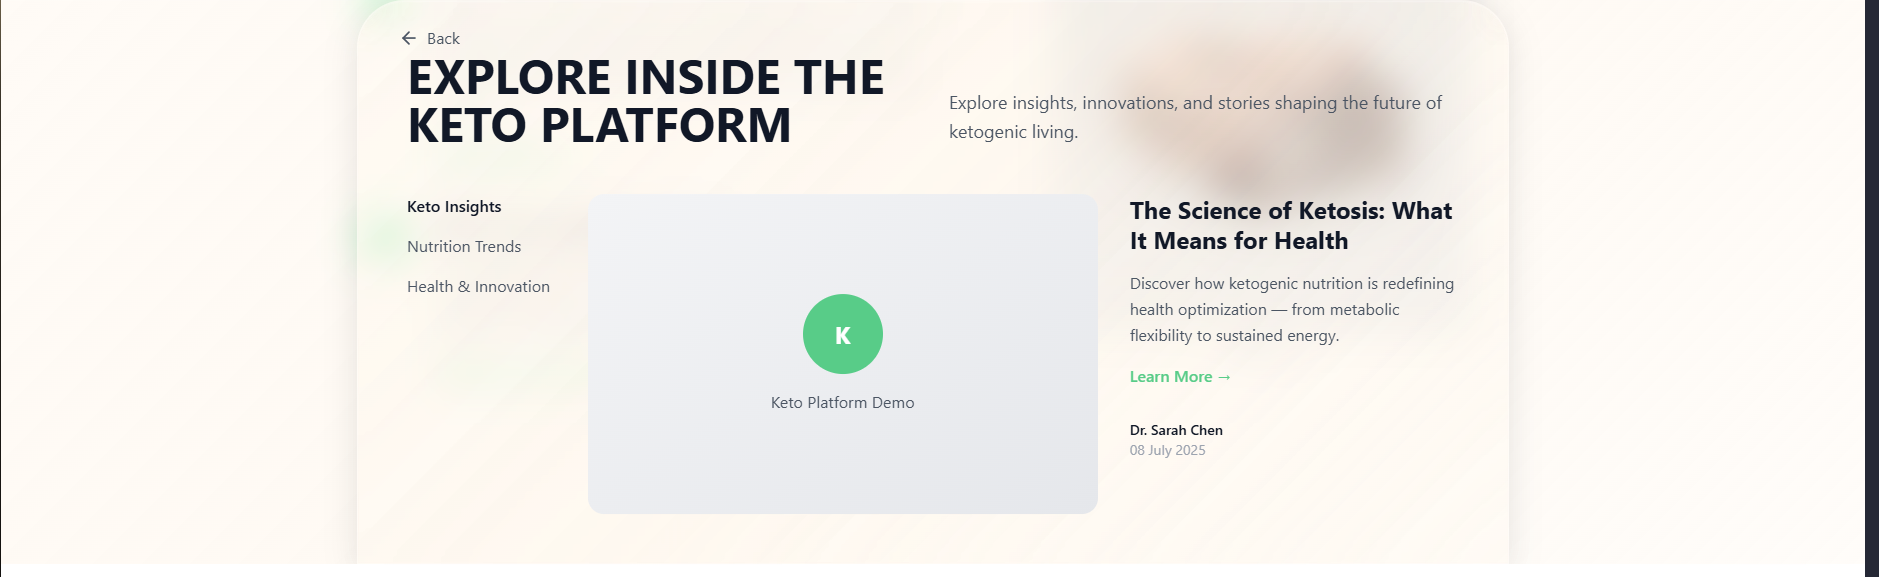 Back
EXPLORE INSIDE THE
KETO PLATFORM
Explore insights, innovations, and stories shaping the future of
ketogenic living.
Keto Insights
Nutrition Trends
Health & Innovation
K
Keto Platform Demo
The Science of Ketosis: What
It Means for Health
Discover how ketogenic nutrition is redefining
health optimization — from metabolic
flexibility to sustained energy.
Learn More →
Dr. Sarah Chen
08 July 2025